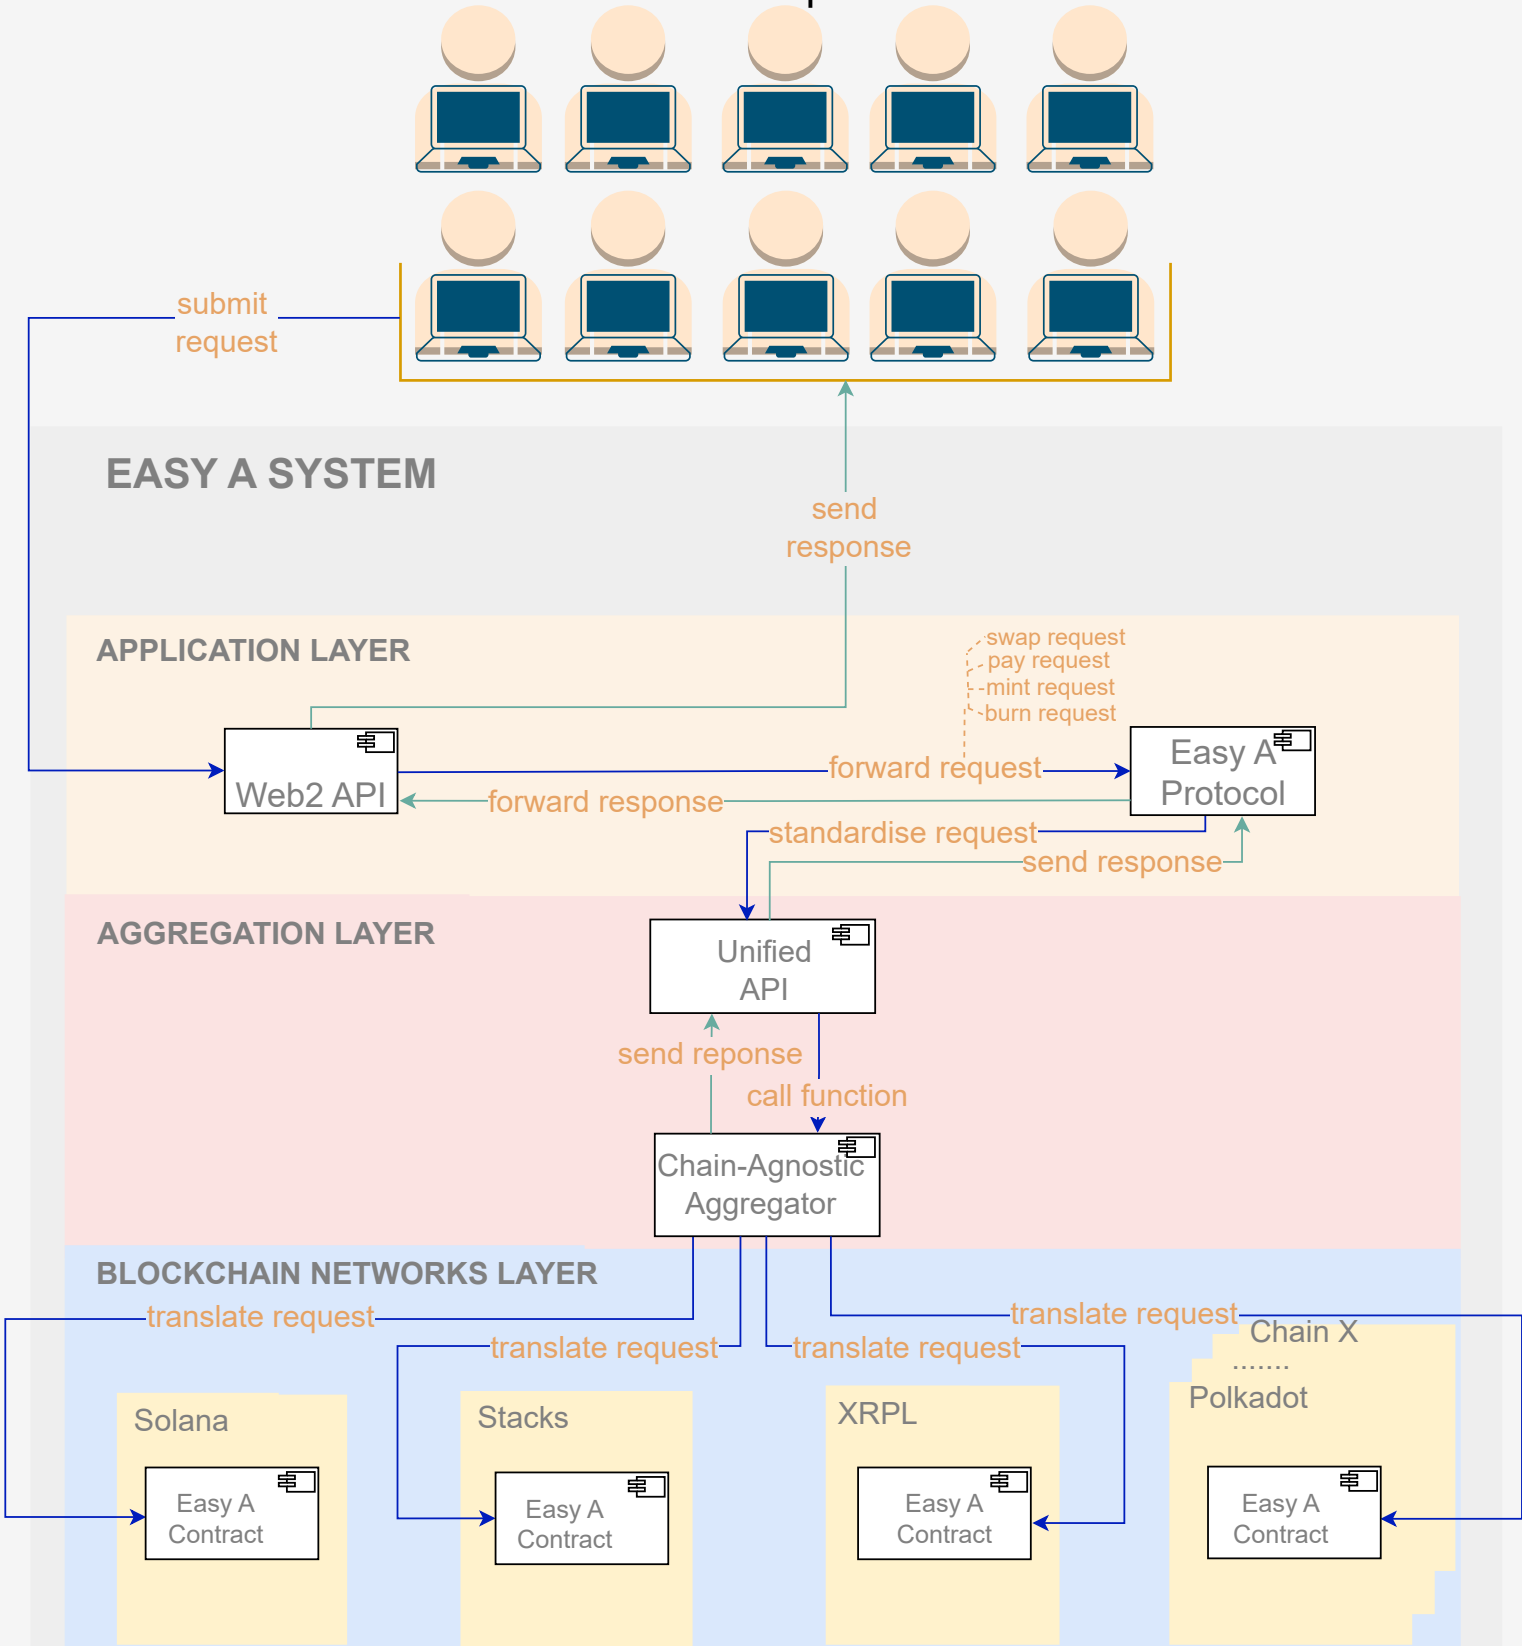 submit
request
EASY A SYSTEM
send
response
APPLICATION LAYER
swap request
pay request
mint request
burn request
Web2 API
forward request
Easy A
Protocol
forward response
standardise request
send response
AGGREGATION LAYER
Unified
API
send reponse
call function
Chain-Agnostic
Aggregator
BLOCKCHAIN NETWORKS LAYER
translate request
translate request
translate request
translate request
Chain X
.......
Polkadot
Solana
Stacks
XRPL
Easy A
Contract
Easy A
Contract
Easy A
Contract
Easy A
Contract